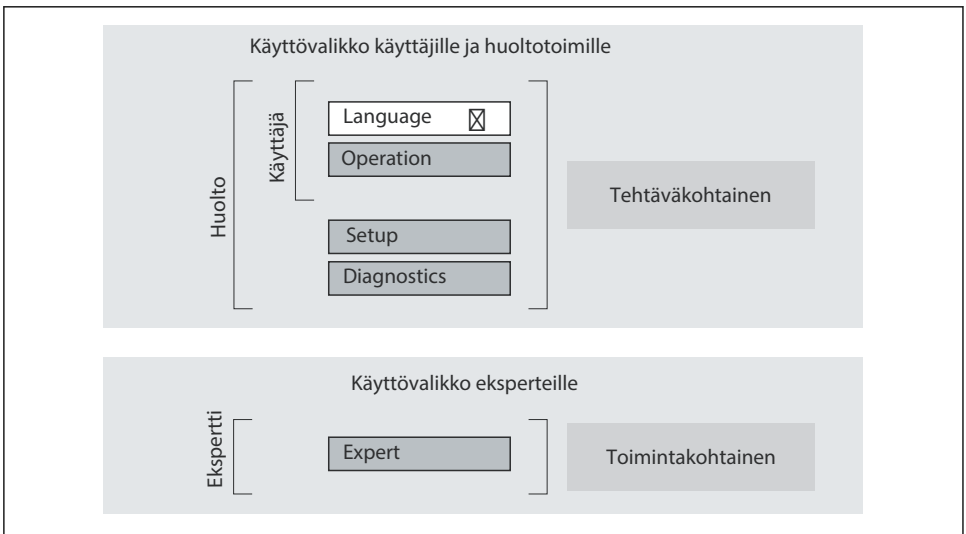 Käyttövalikko käyttäjille ja huoltotoimille
Huolto
Käyttäjä
Language
Operation
Setup
Diagnostics
Tehtäväkohtainen
Käyttövalikko eksperteille
Ekspertti
Expert
Toimintakohtainen